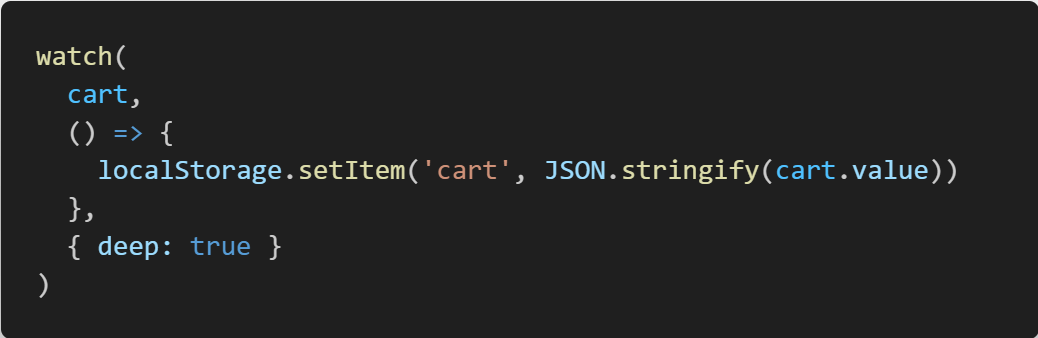 watch(
  cart,
  () => {
    localStorage.setItem('cart', JSON.stringify(cart.value))
  },
  { deep: true }
)